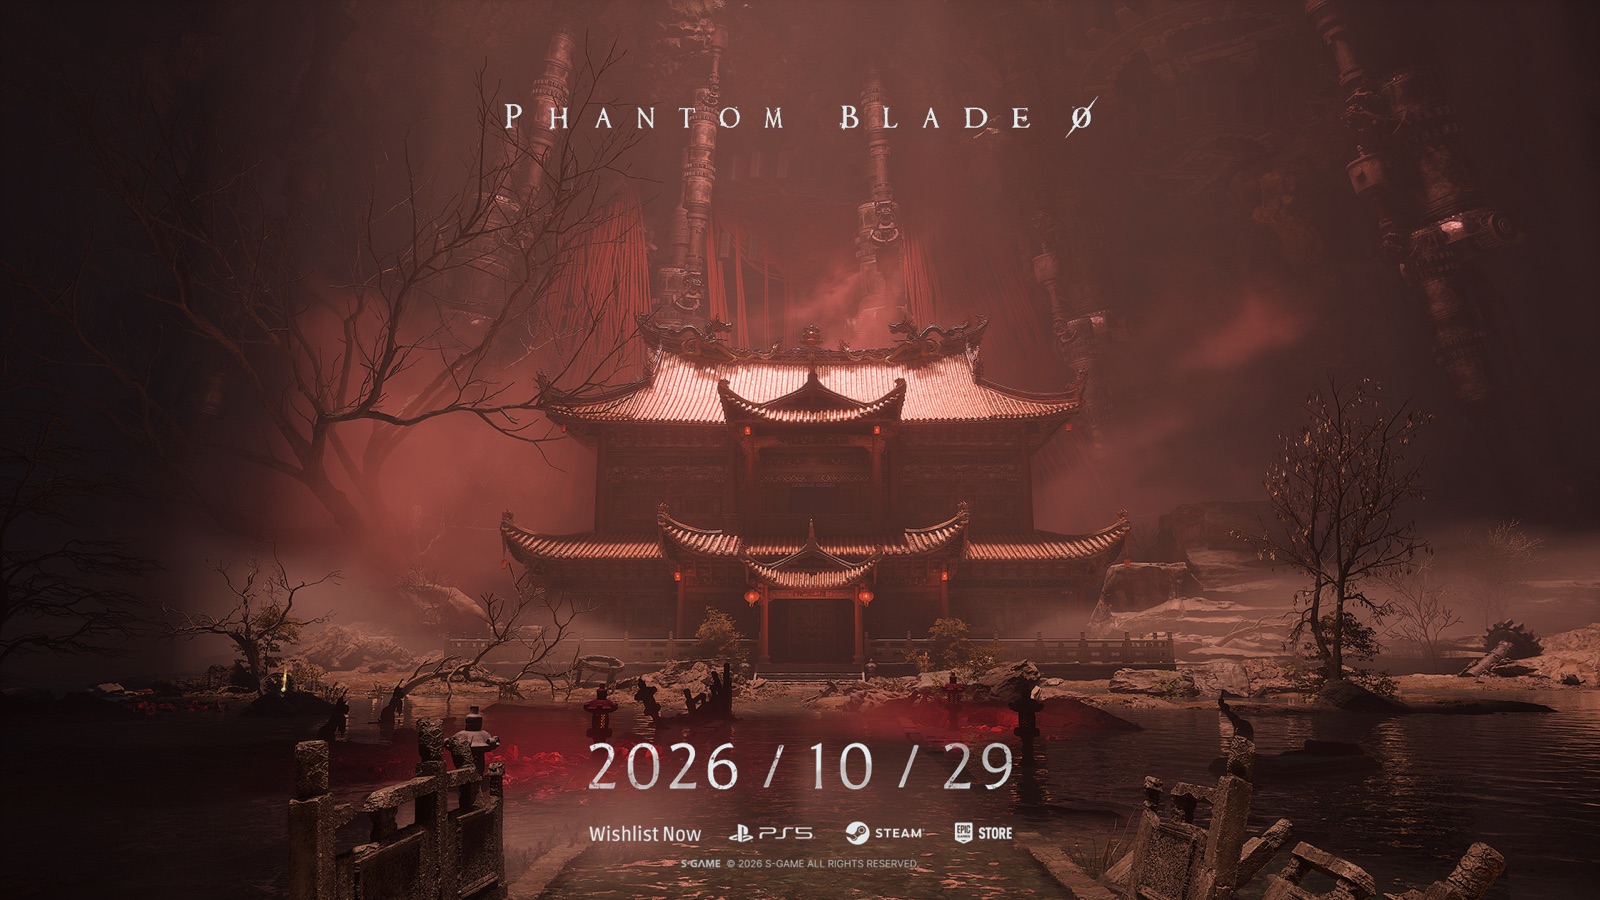 PHANTOM BLADE Ø
2026 / 10 / 29
Wishlist Now PS5 STEAM EPIC GAMES STORE
S-GAME © 2026 S-GAME ALL RIGHTS RESERVED.